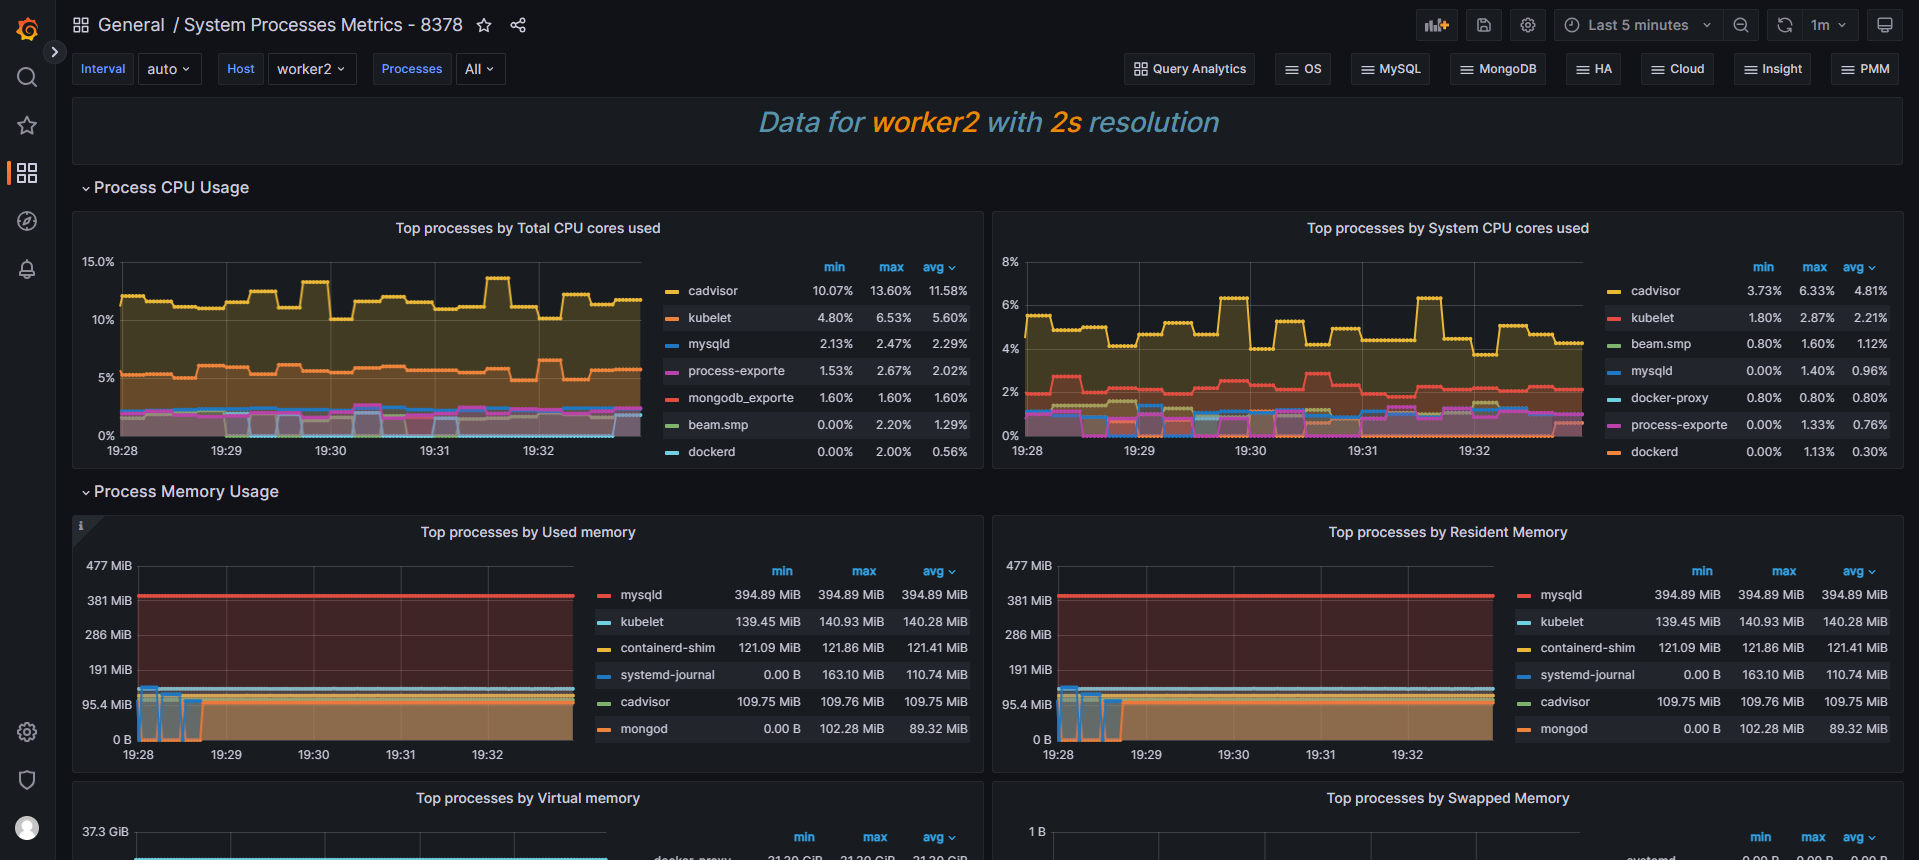 General / System Processes Metrics - 8378
Last 5 minutes
1m
Interval auto Host worker2 Processes All
Query Analytics OS MySQL MongoDB HA Cloud Insight PMM
Data for worker2 with 2s resolution
Process CPU Usage
Top processes by Total CPU cores used
15.0%
10%
5%
0%
19:28 19:29 19:30 19:31 19:32
min max avg
cadvisor 10.07% 13.60% 11.58%
kubelet 4.80% 6.53% 5.60%
mysqld 2.13% 2.47% 2.29%
process-exporte 1.53% 2.67% 2.02%
mongodb_exporte 1.60% 1.60% 1.60%
beam.smp 0.00% 2.20% 1.29%
dockerd 0.00% 2.00% 0.56%
Top processes by System CPU cores used
8%
6%
4%
2%
0%
19:28 19:29 19:30 19:31 19:32
min max avg
cadvisor 3.73% 6.33% 4.81%
kubelet 1.80% 2.87% 2.21%
beam.smp 0.80% 1.60% 1.12%
mysqld 0.00% 1.40% 0.96%
docker-proxy 0.80% 0.80% 0.80%
process-exporte 0.00% 1.33% 0.76%
dockerd 0.00% 1.13% 0.30%
Process Memory Usage
Top processes by Used memory
477 MiB
381 MiB
286 MiB
191 MiB
95.4 MiB
0 B
19:28 19:29 19:30 19:31 19:32
min max avg
mysqld 394.89 MiB 394.89 MiB 394.89 MiB
kubelet 139.45 MiB 140.93 MiB 140.28 MiB
containerd-shim 121.09 MiB 121.86 MiB 121.41 MiB
systemd-journal 0.00 B 163.10 MiB 110.74 MiB
cadvisor 109.75 MiB 109.76 MiB 109.75 MiB
mongod 0.00 B 102.28 MiB 89.32 MiB
Top processes by Resident Memory
477 MiB
381 MiB
286 MiB
191 MiB
95.4 MiB
0 B
19:28 19:29 19:30 19:31 19:32
min max avg
mysqld 394.89 MiB 394.89 MiB 394.89 MiB
kubelet 139.45 MiB 140.93 MiB 140.28 MiB
containerd-shim 121.09 MiB 121.86 MiB 121.41 MiB
systemd-journal 0.00 B 163.10 MiB 110.74 MiB
cadvisor 109.75 MiB 109.76 MiB 109.75 MiB
mongod 0.00 B 102.28 MiB 89.32 MiB
Top processes by Virtual memory
37.3 GiB
min max avg
Top processes by Swapped Memory
1 B
min max avg